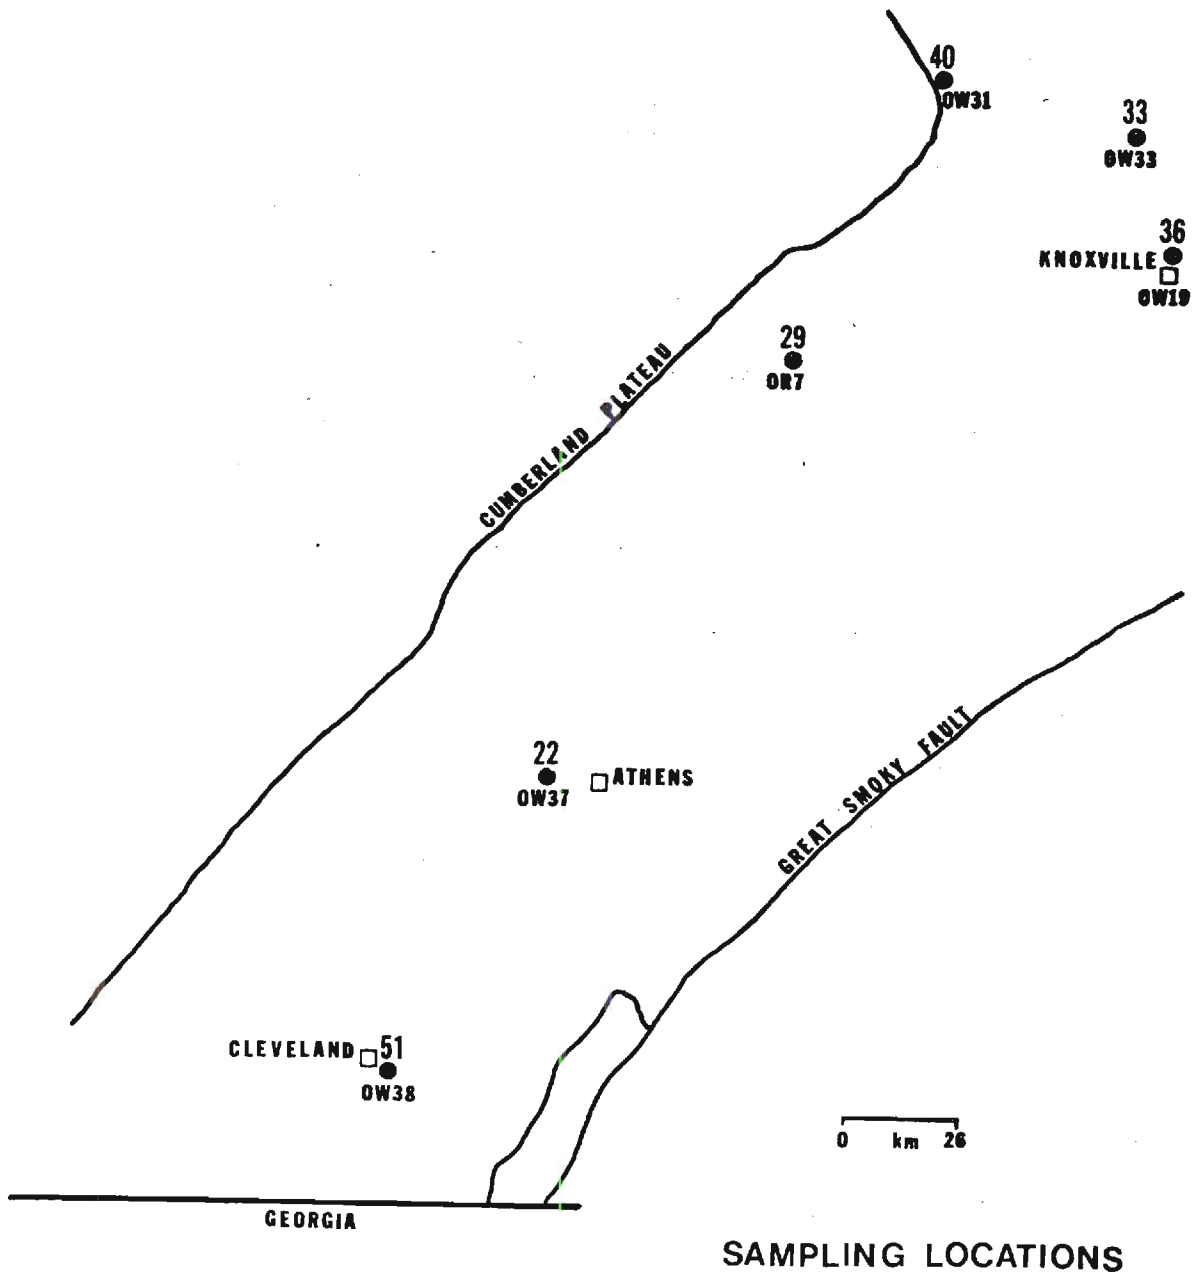 40
OW31
33
OW33
36
KNOXVILLE
OW19
29
OR7
CUMBERLAND PLATEAU
22
OW37
ATHENS
GREAT SMOKY FAULT
CLEVELAND
51
OW38
0 km 26
GEORGIA
SAMPLING LOCATIONS